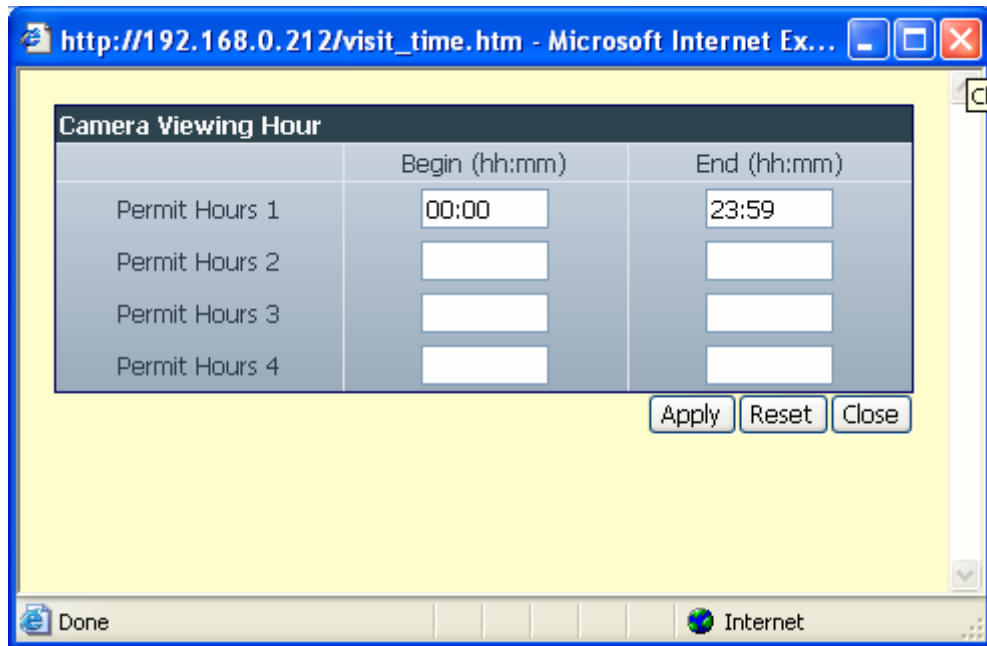 http://192.168.0.212/visit_time.htm - Microsoft Internet Ex...
Camera Viewing Hour
Begin (hh:mm) End (hh:mm)
Permit Hours 1 00:00 23:59
Permit Hours 2
Permit Hours 3
Permit Hours 4
Apply Reset Close
Done Internet